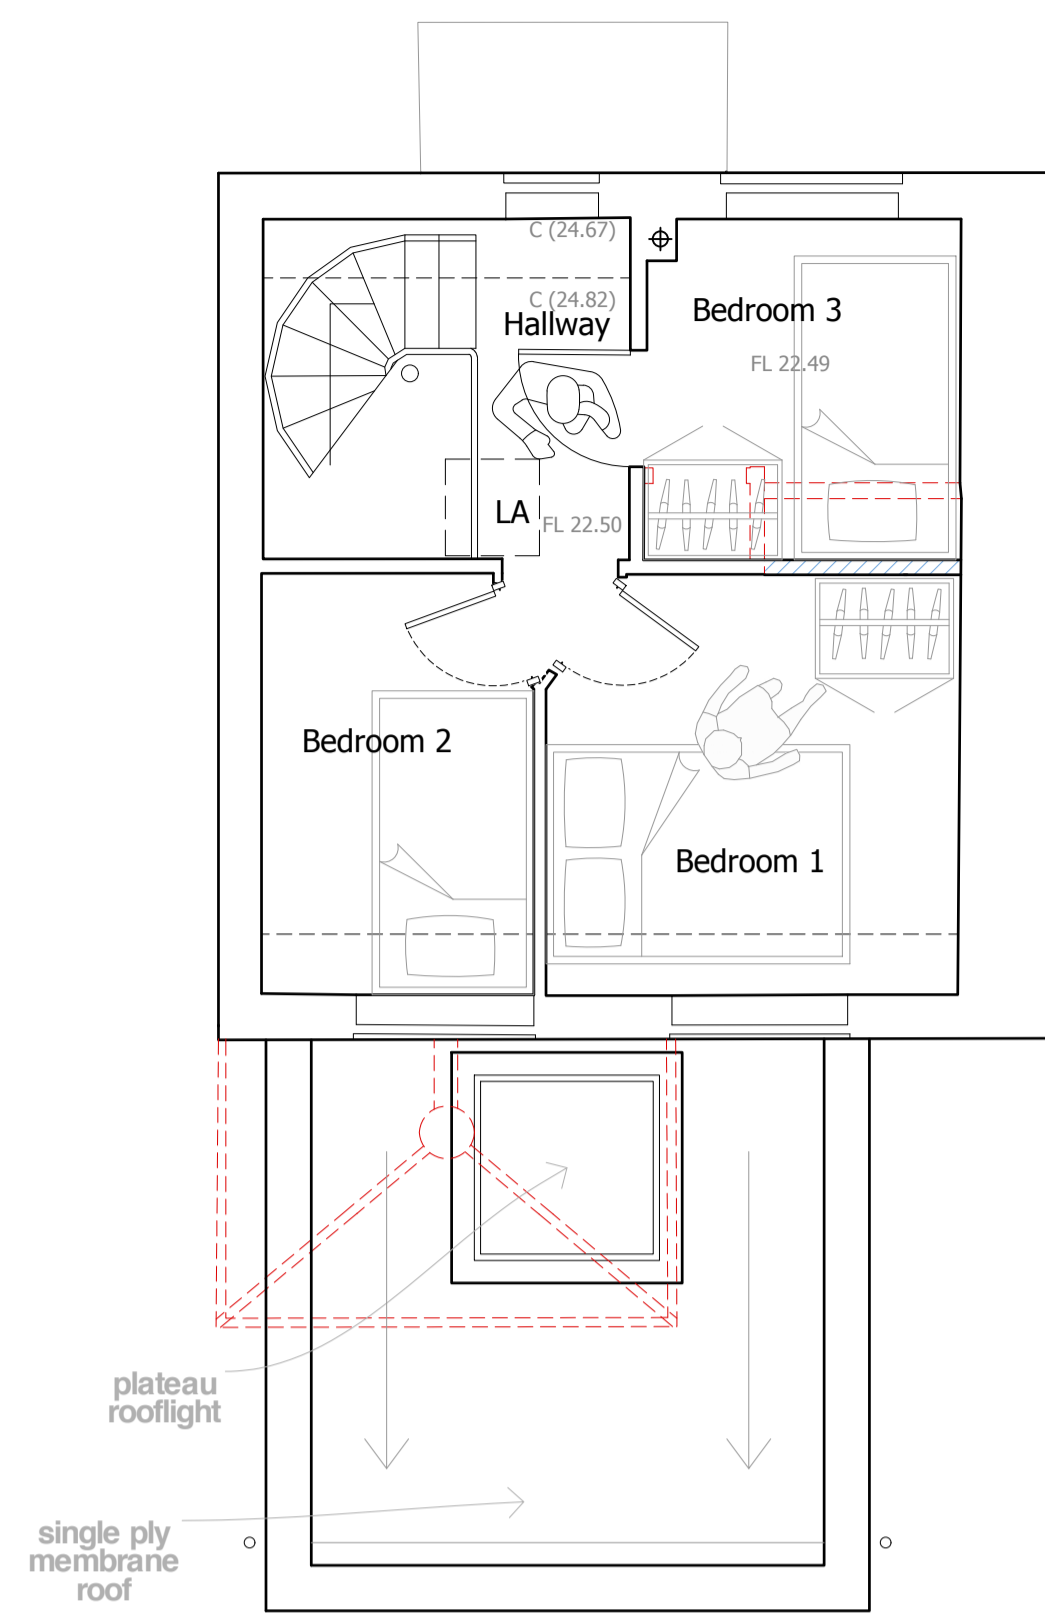 C (24.67)
C (24.82)
Hallway
Bedroom 3
FL 22.49
LA
FL 22.50
Bedroom 2
Bedroom 1
plateau
rooflight
single ply
membrane
roof